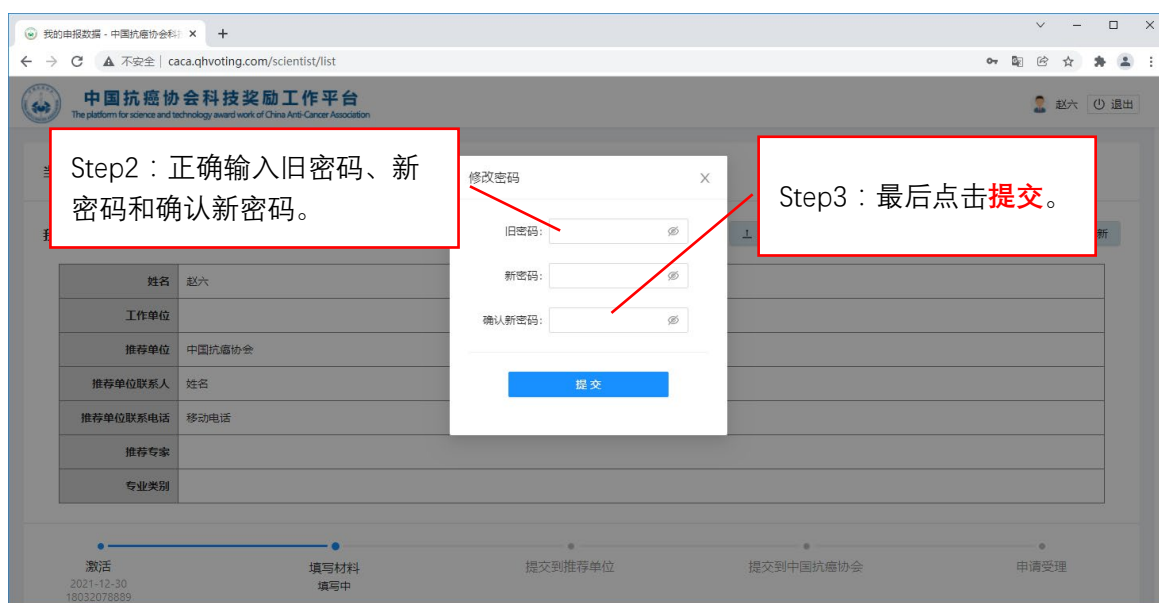 我的申报数据 - 中国抗癌协会科
不安全 | caca.qhvoting.com/scientist/list
中国抗癌协会科技奖励工作平台
The platform for science and technology award work of China Anti-Cancer Association
赵六 退出
Step2：正确输入旧密码、新
密码和确认新密码。
修改密码
Step3：最后点击提交。
旧密码:
新密码:
确认新密码:
提 交
新
姓名 赵六
工作单位
推荐单位 中国抗癌协会
推荐单位联系人 姓名
推荐单位联系电话 移动电话
推荐专家
专业类别
激活 填写材料 提交到推荐单位 提交到中国抗癌协会 申请受理
2021-12-30 填写中
18032078889